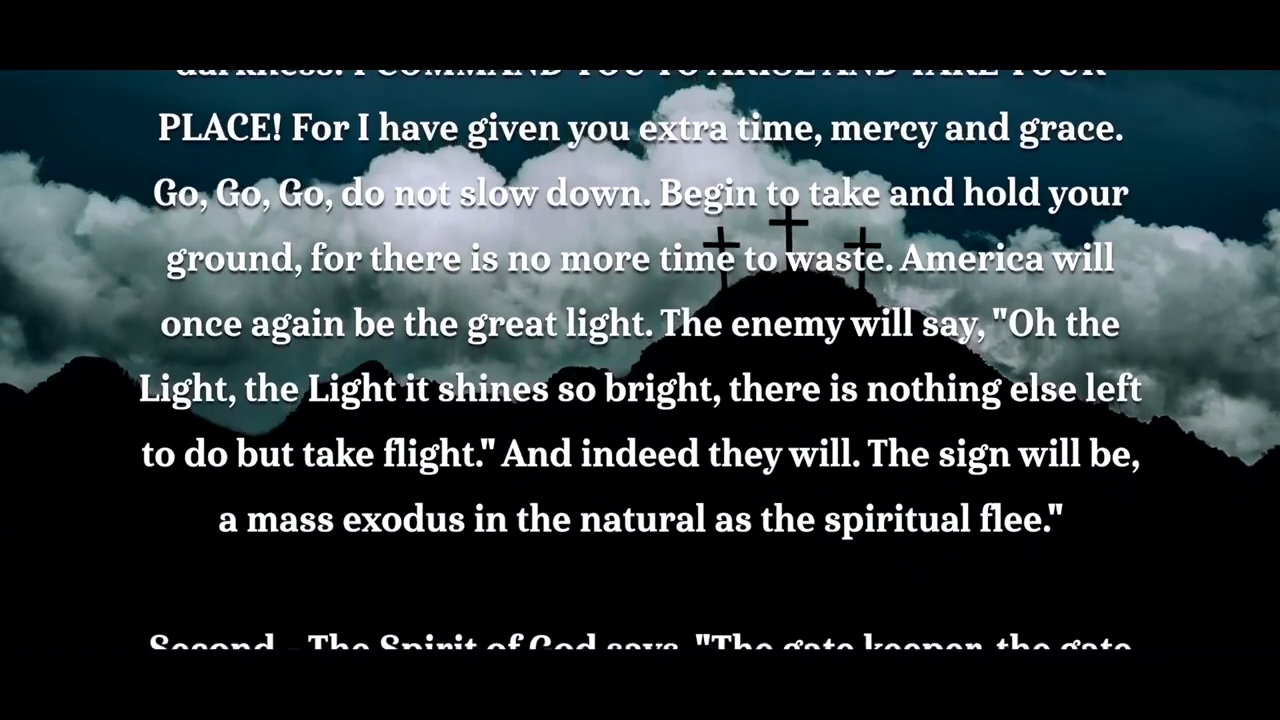 darkness! I COMMAND YOU TO ARISE AND TAKE YOUR
PLACE! For I have given you extra time, mercy and grace.
Go, Go, Go, do not slow down. Begin to take and hold your
ground, for there is no more time to waste. America will
once again be the great light. The enemy will say, "Oh the
Light, the Light it shines so bright, there is nothing else left
to do but take flight." And indeed they will. The sign will be,
a mass exodus in the natural as the spiritual flee."
Second - The Spirit of God says, "The gate keeper, the gate